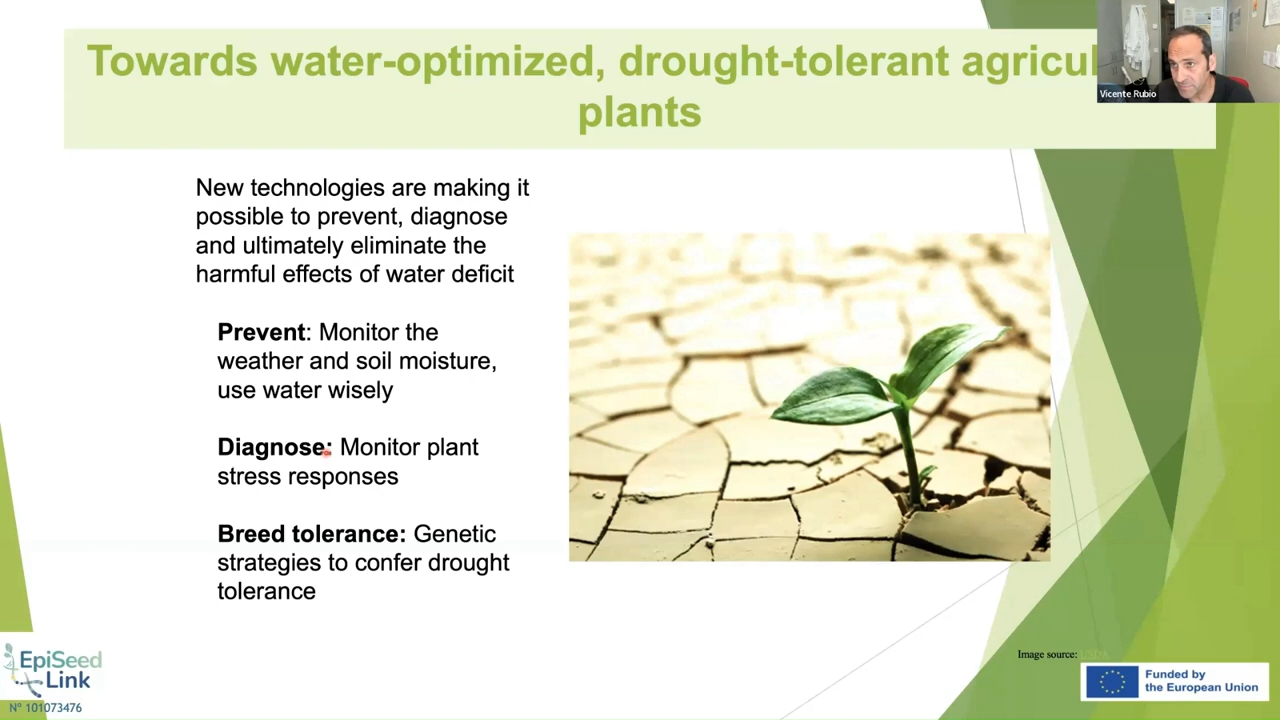 Towards water-optimized, drought-tolerant agricul
plants
Vicente Rubio
New technologies are making it
possible to prevent, diagnose
and ultimately eliminate the
harmful effects of water deficit
Prevent: Monitor the
weather and soil moisture,
use water wisely
Diagnose: Monitor plant
stress responses
Breed tolerance: Genetic
strategies to confer drought
tolerance
Image source:
EpiSeed
Link
Nº 101073476
Funded by
the European Union